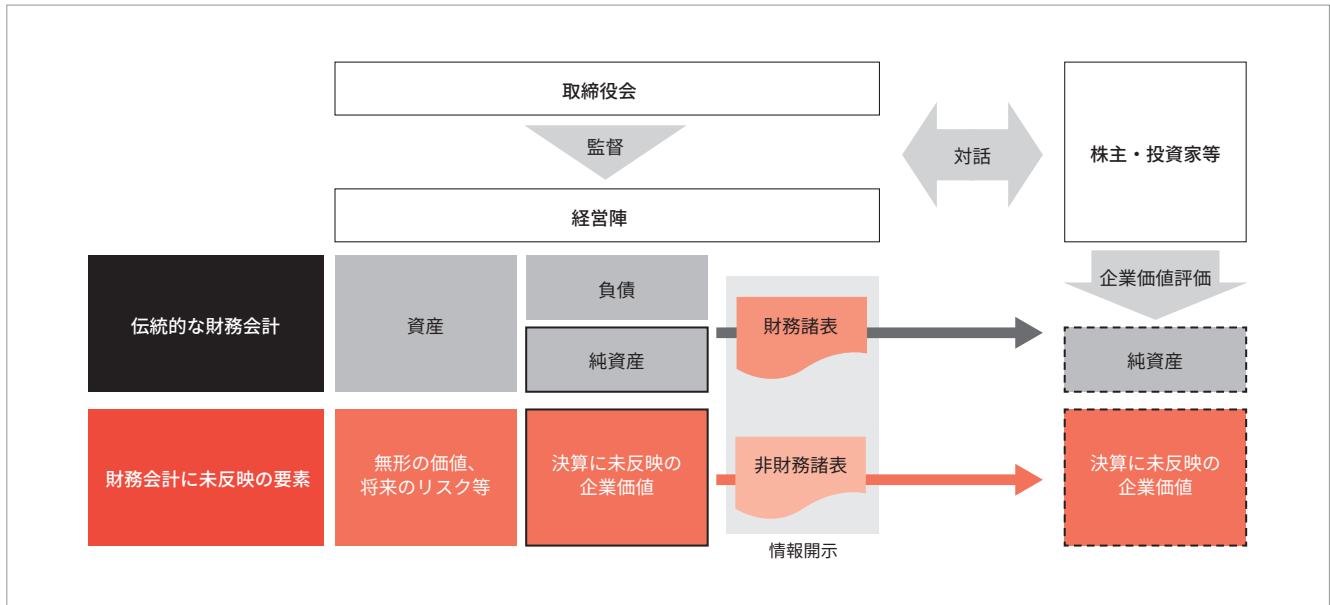 取締役会
監督
対話
株主・投資家等
経営陣
企業価値評価
伝統的な財務会計
資産
負債
純資産
財務諸表
純資産
財務会計に未反映の要素
無形の価値、
将来のリスク等
決算に未反映の
企業価値
非財務諸表
決算に未反映の
企業価値
情報開示